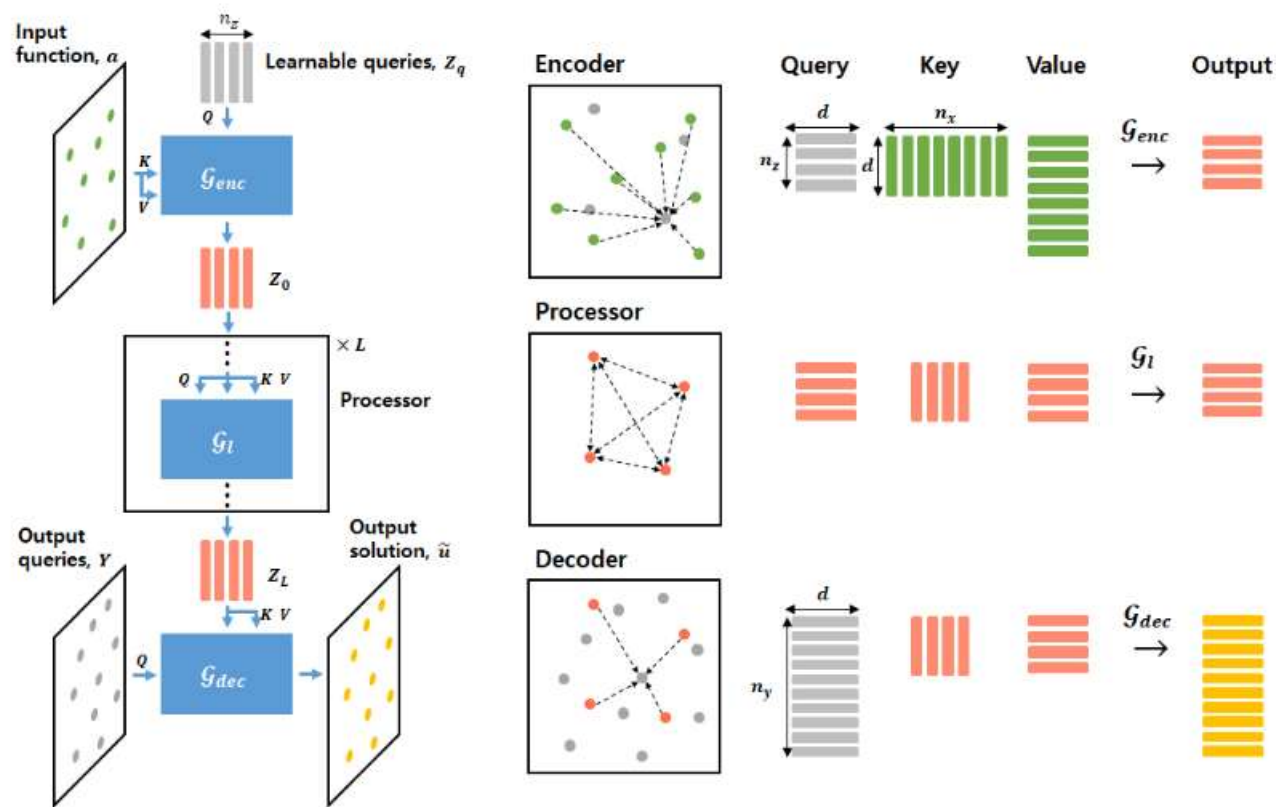 Input
function, a
n_z
Learnable queries, Z_q
Q
K
V
𝒢_enc
Z_0
× L
Q
K V
Processor
𝒢_l
Output
queries, Y
Output
solution, ũ
Z_L
K V
Q
𝒢_dec
Encoder
Query
Key
Value
Output
d
n_x
n_z
d
𝒢_enc
→
Processor
𝒢_l
→
Decoder
d
n_y
𝒢_dec
→